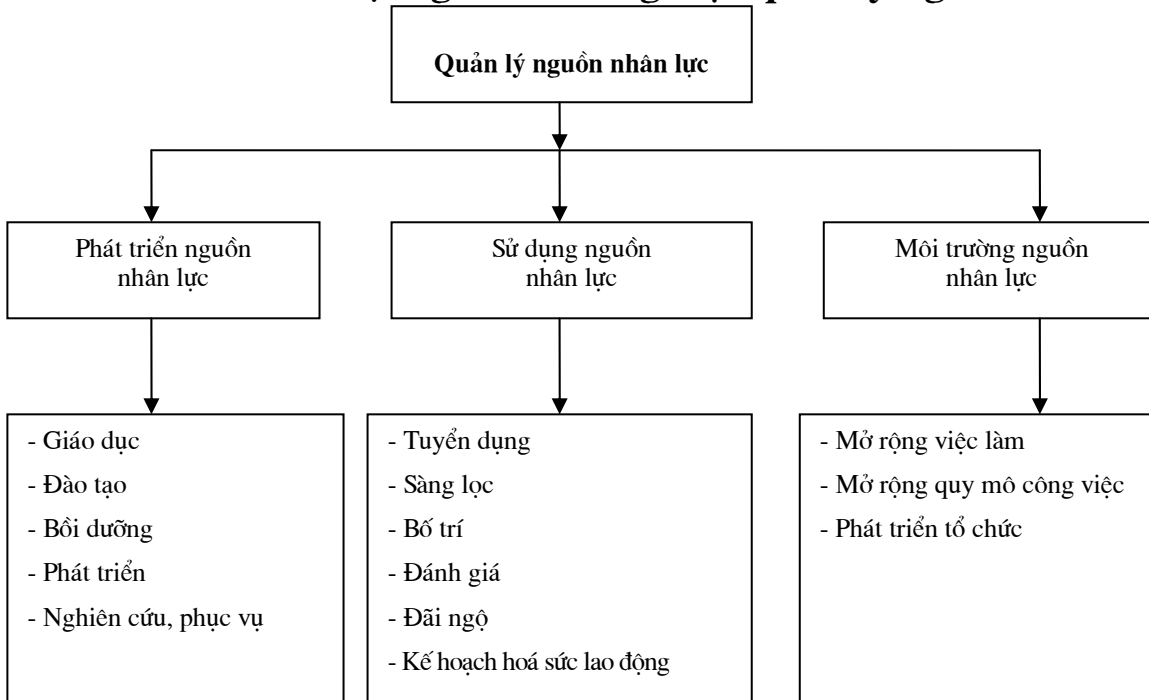 Quản lý nguồn nhân lực
Phát triển nguồn
nhân lực
Sử dụng nguồn
nhân lực
Môi trường nguồn
nhân lực
- Giáo dục
- Đào tạo
- Bồi dưỡng
- Phát triển
- Nghiên cứu, phục vụ
- Tuyển dụng
- Sàng lọc
- Bố trí
- Đánh giá
- Đãi ngộ
- Kế hoạch hoá sức lao động
- Mở rộng việc làm
- Mở rộng quy mô công việc
- Phát triển tổ chức